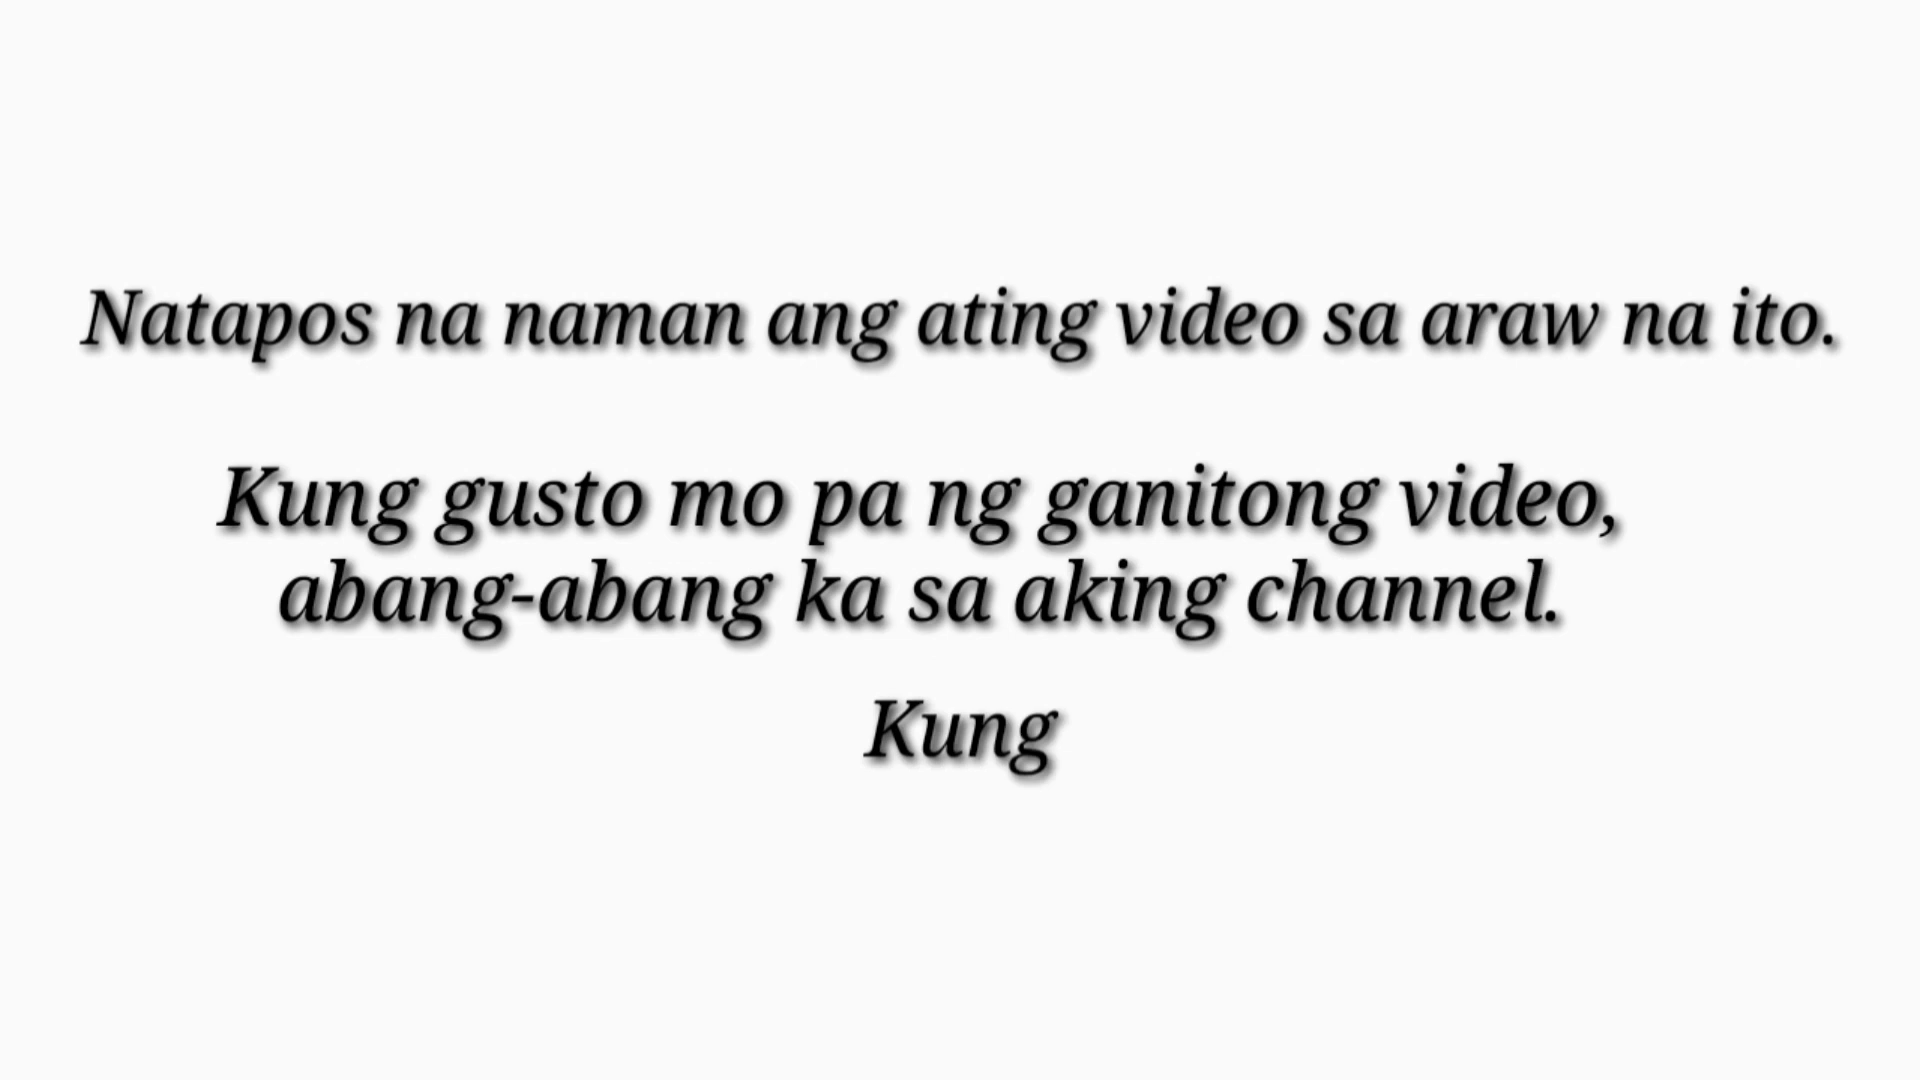 Natapos na naman ang ating video sa araw na ito.
Kung gusto mo pa ng ganitong video,
abang-abang ka sa aking channel.
Kung